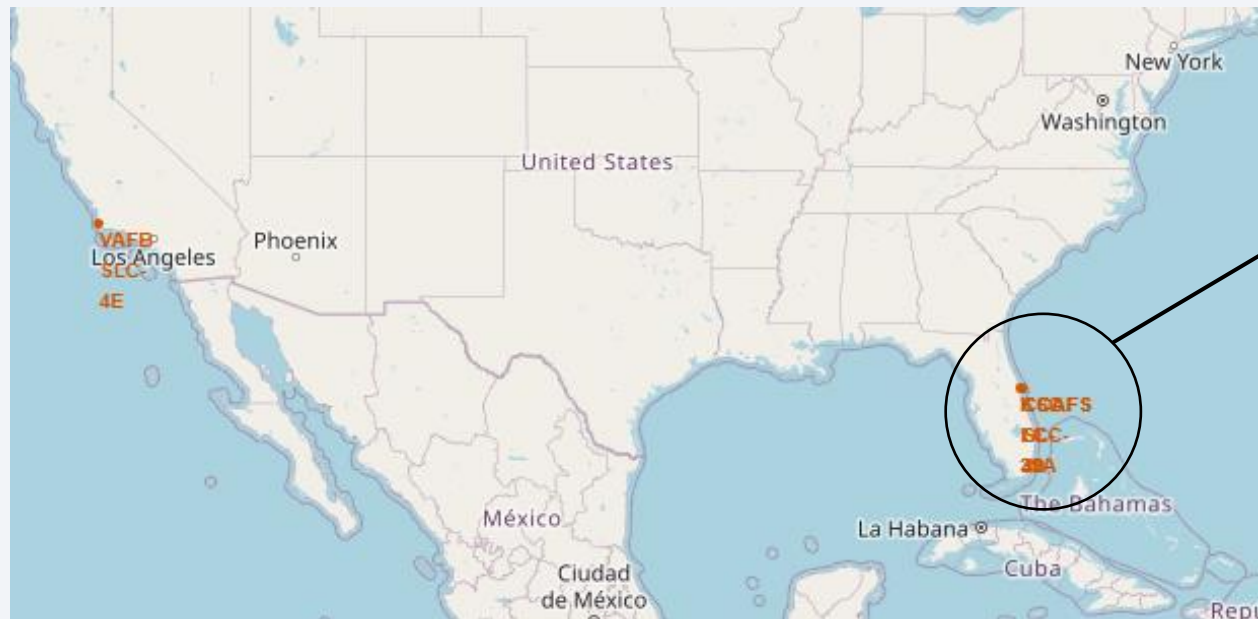 New York
Washington
United States
Phoenix
VAFB
Los Angeles
SLC-
4E
The Bahamas
México
La Habana
Cuba
Ciudad
de México
Repu